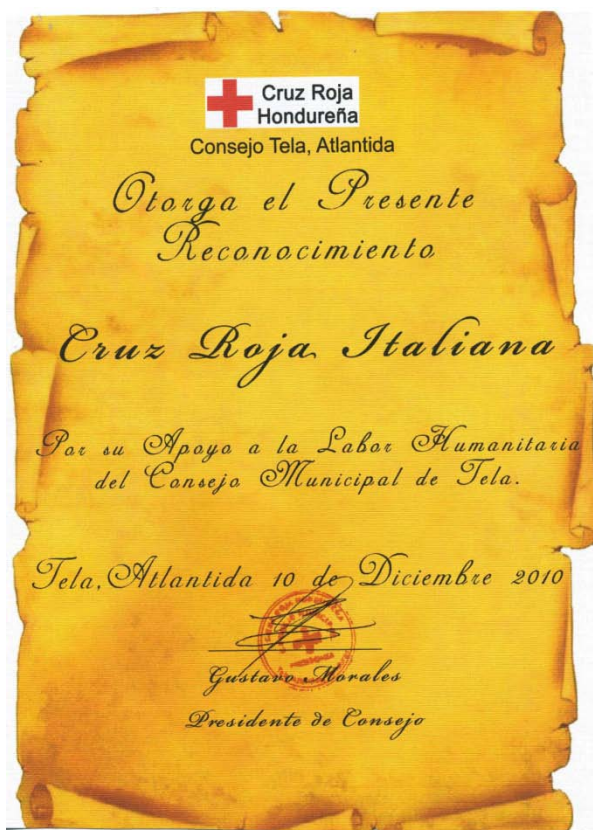 Cruz Roja
Hondureña
Consejo Tela, Atlantida
Otorga el Presente
Reconocimiento
Cruz Roja Italiana
Por su Apoyo a la Labor Humanitaria
del Consejo Municipal de Tela.
Tela, Atlantida 10 de Diciembre 2010
Gustavo Morales
Presidente de Consejo